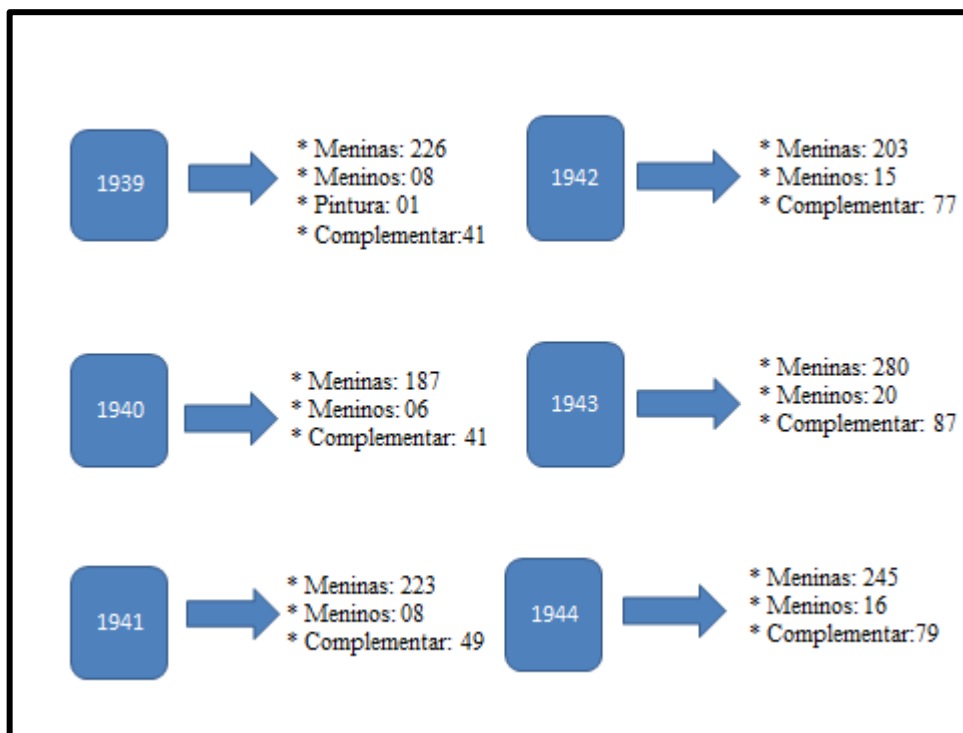 1939
* Meninas: 226
* Meninos: 08
* Pintura: 01
* Complementar:41
1940
* Meninas: 187
* Meninos: 06
* Complementar: 41
1941
* Meninas: 223
* Meninos: 08
* Complementar: 49
1942
* Meninas: 203
* Meninos: 15
* Complementar: 77
1943
* Meninas: 280
* Meninos: 20
* Complementar: 87
1944
* Meninas: 245
* Meninos: 16
* Complementar:79